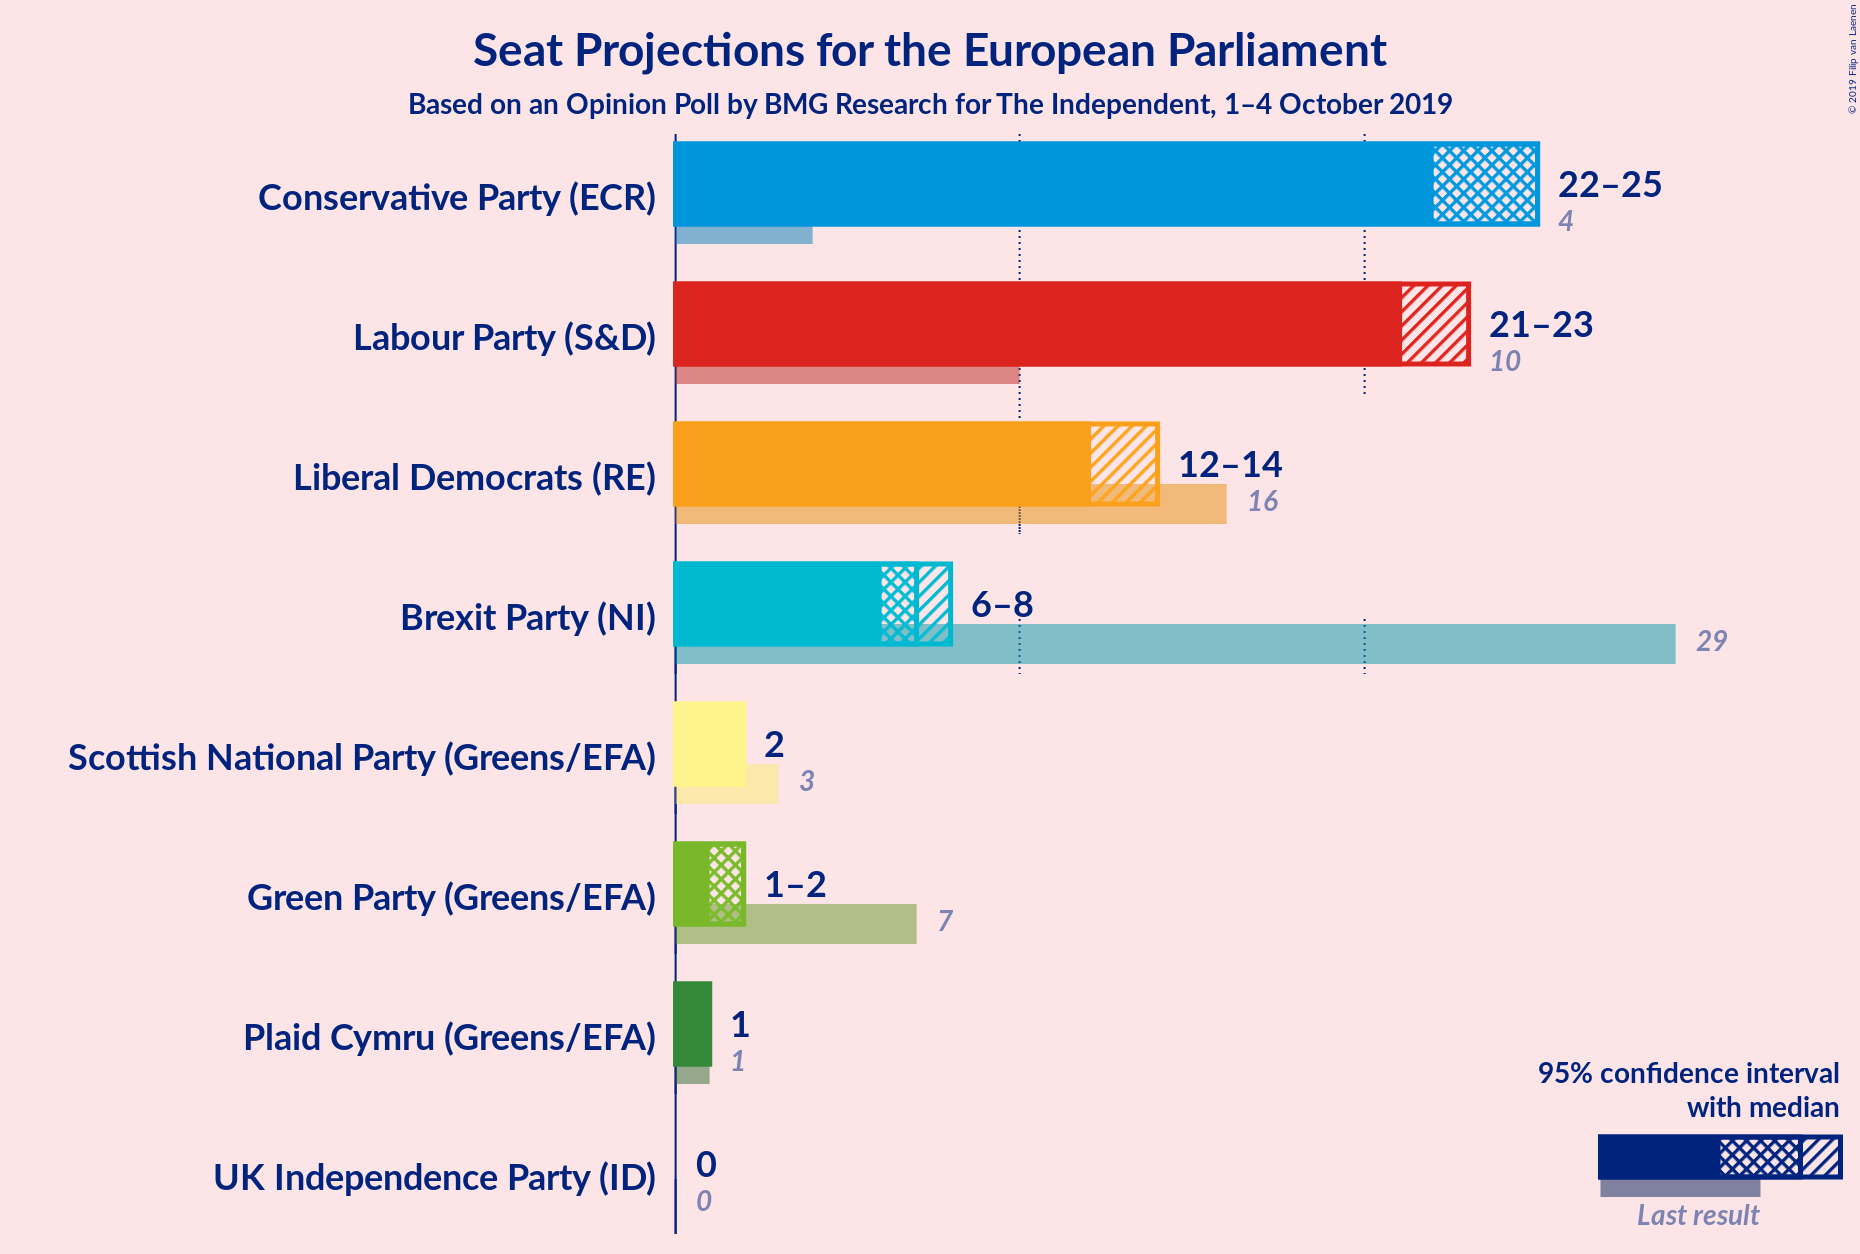 Seat Projections for the European Parliament
Based on an Opinion Poll by BMG Research for The Independent, 1–4 October 2019
© 2019 Filip van Laenen
Conservative Party (ECR)
22–25
4
Labour Party (S&D)
21–23
10
Liberal Democrats (RE)
12–14
16
Brexit Party (NI)
6–8
29
Scottish National Party (Greens/EFA)
2
3
Green Party (Greens/EFA)
1–2
7
Plaid Cymru (Greens/EFA)
1
1
UK Independence Party (ID)
0
0
95% confidence interval
with median
Last result